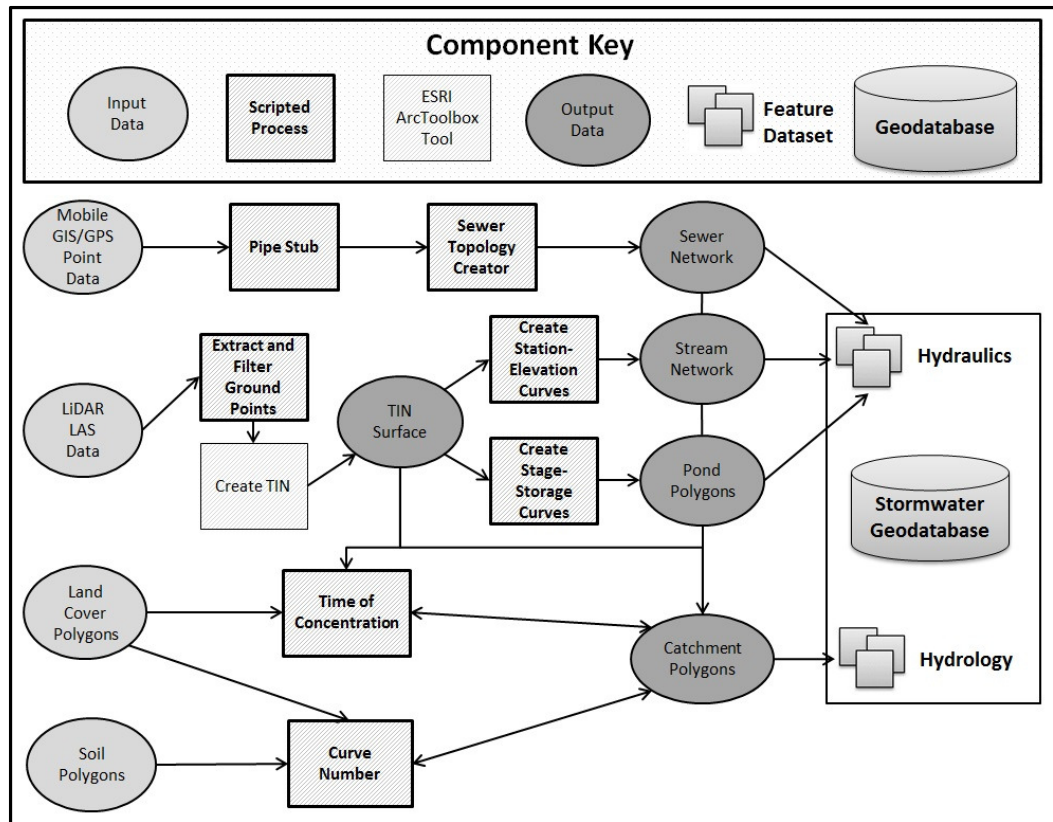 Component Key
Input
Data
Scripted
Process
ESRI
ArcToolbox
Tool
Output
Data
Feature
Dataset
Geodatabase
Mobile
GIS/GPS
Point
Data
Pipe Stub
Sewer
Topology
Creator
Sewer
Network
LiDAR
LAS
Data
Extract and
Filter
Ground
Points
Create TIN
TIN
Surface
Create
Station-
Elevation
Curves
Stream
Network
Create
Stage-
Storage
Curves
Pond
Polygons
Hydraulics
Stormwater
Geodatabase
Land
Cover
Polygons
Time of
Concentration
Catchment
Polygons
Hydrology
Soil
Polygons
Curve
Number